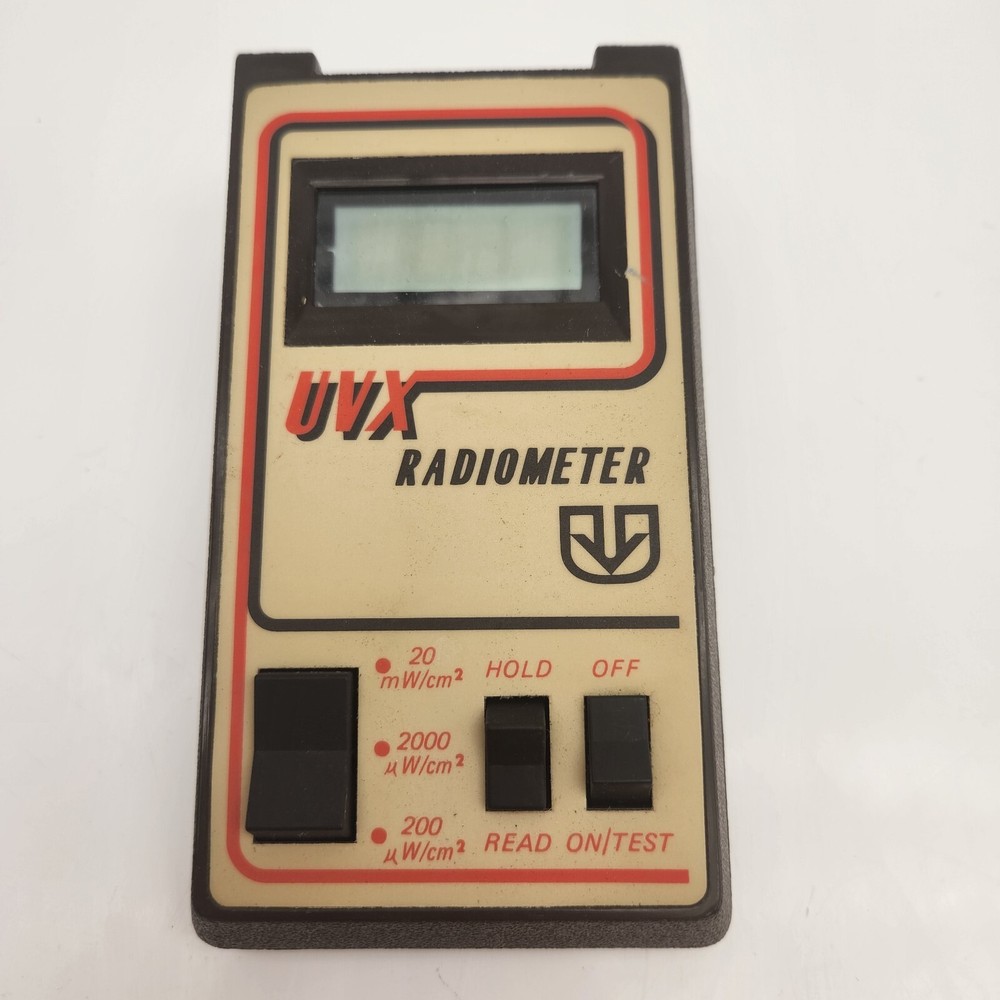 UVX
RADIOMETER
20
mW/cm²
HOLD
OFF
2000
μW/cm²
200
μW/cm²
READ
ON/TEST